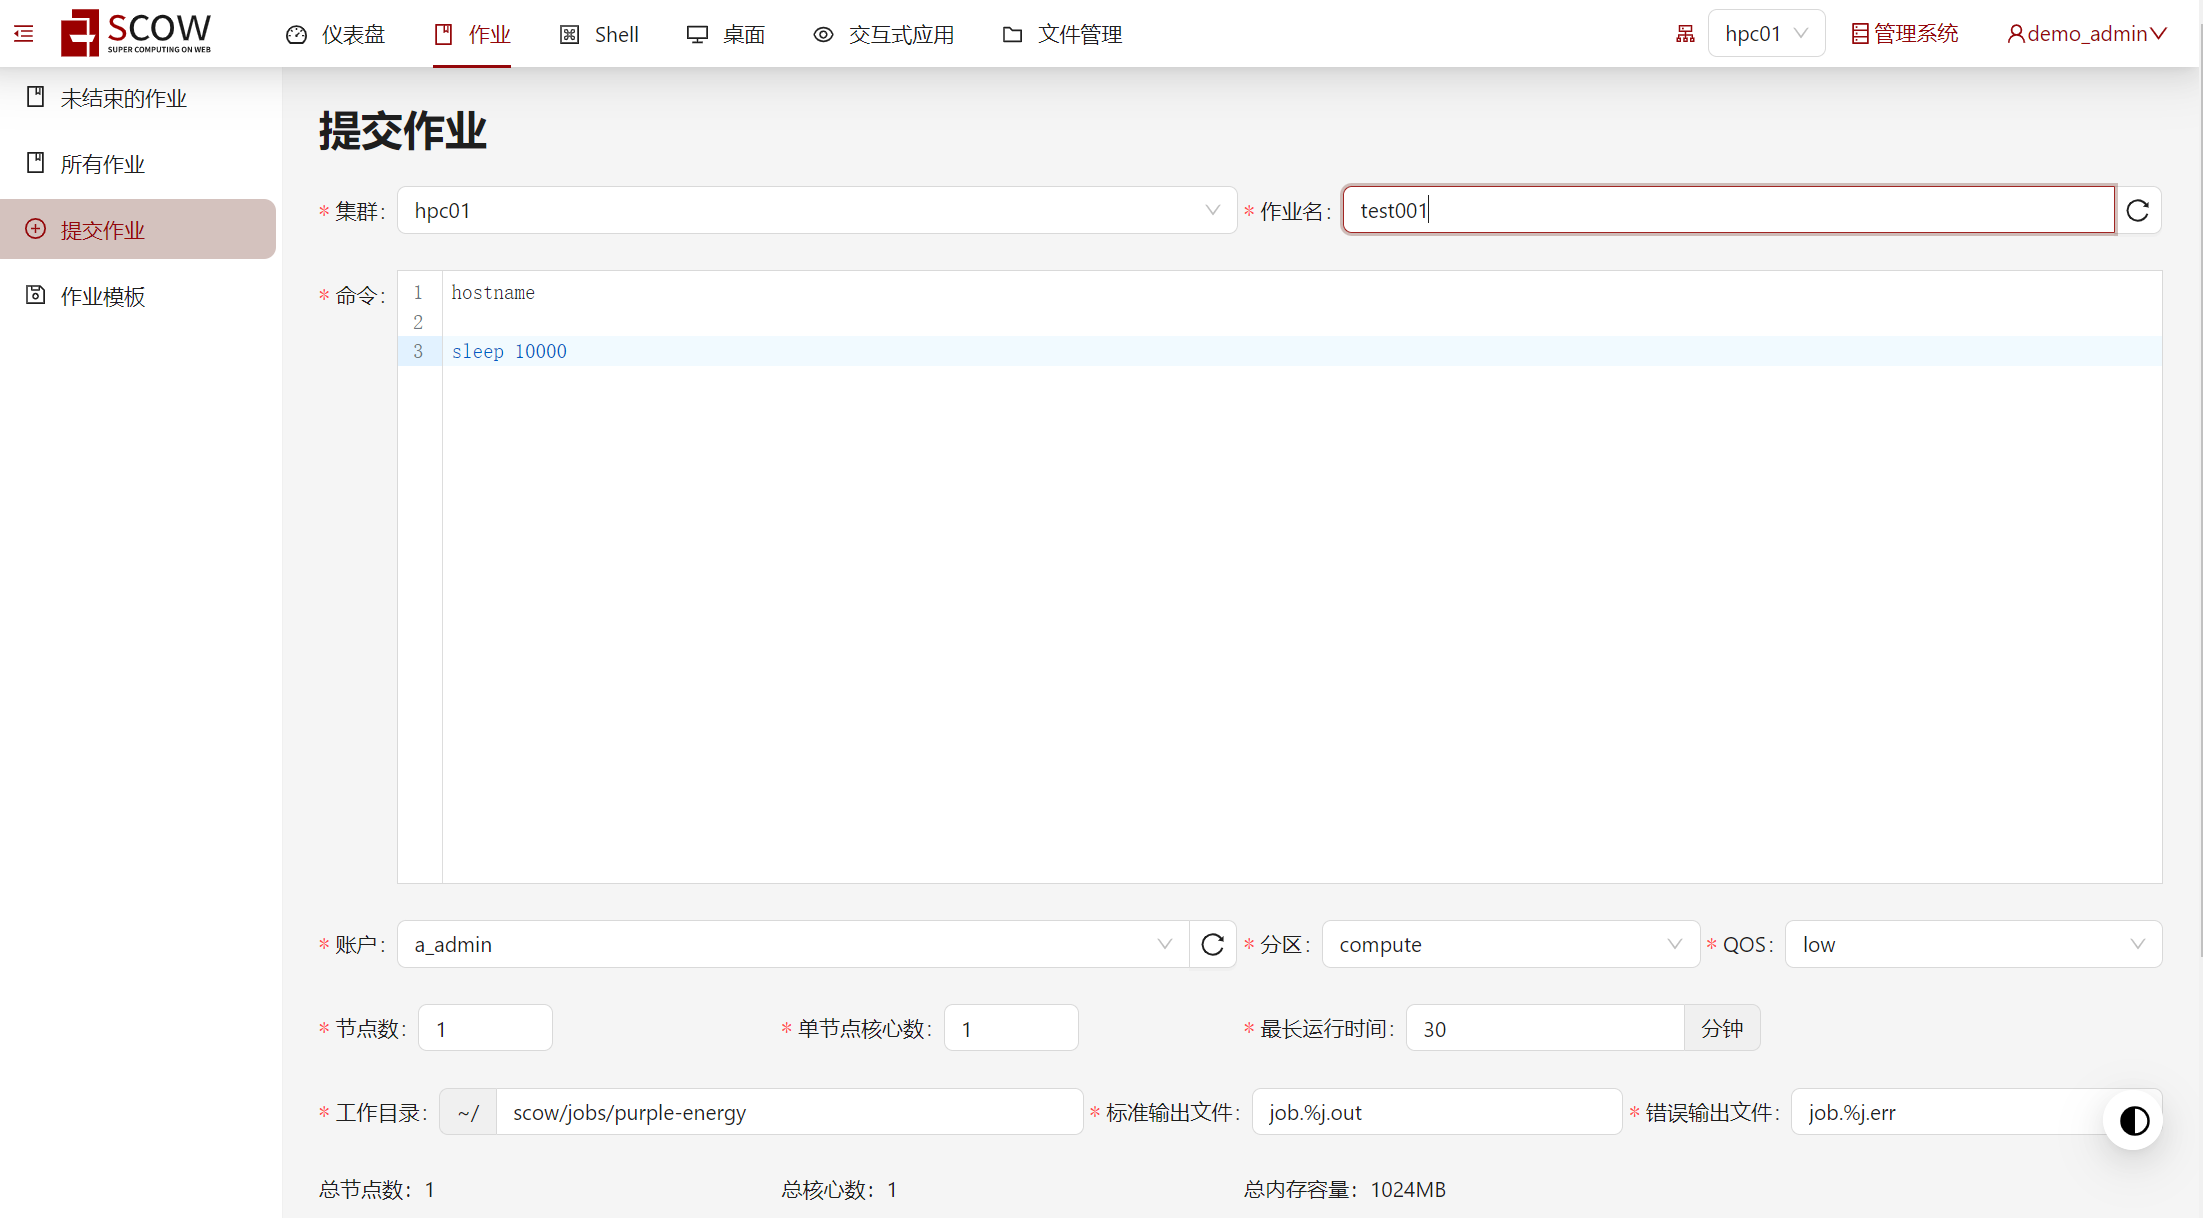 SCOW
SUPER COMPUTING ON WEB
仪表盘 作业 Shell 桌面 交互式应用 文件管理 hpc01 管理系统 demo_admin
未结束的作业
所有作业
提交作业
作业模板
提交作业
* 集群: hpc01 * 作业名: test001
* 命令: 1 hostname
2
3 sleep 10000
* 账户: a_admin * 分区: compute * QOS: low
* 节点数: 1 * 单节点核心数: 1 * 最长运行时间: 30 分钟
* 工作目录: ~/ scow/jobs/purple-energy * 标准输出文件: job.%j.out * 错误输出文件: job.%j.err
总节点数: 1 总核心数: 1 总内存容量: 1024MB